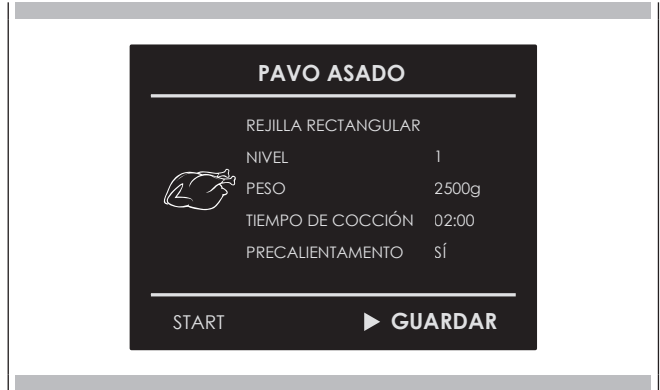 PAVO ASADO
REJILLA RECTANGULAR
NIVEL 1
PESO 2500g
TIEMPO DE COCCIÓN 02:00
PRECALIENTAMENTO SÍ
START ▶ GUARDAR